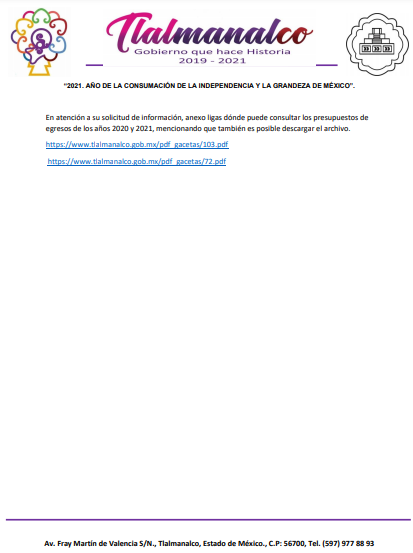 Tlalmanalco
Gobierno que hace Historia
2019 - 2021
“2021. AÑO DE LA CONSUMACIÓN DE LA INDEPENDENCIA Y LA GRANDEZA DE MÉXICO”.
En atención a su solicitud de información, anexo ligas dónde puede consultar los presupuestos de
egresos de los años 2020 y 2021, mencionando que también es posible descargar el archivo.
https://www.tlalmanalco.gob.mx/pdf_gacetas/103.pdf
https://www.tlalmanalco.gob.mx/pdf_gacetas/72.pdf
Av. Fray Martín de Valencia S/N., Tlalmanalco, Estado de México., C.P: 56700, Tel. (597) 977 88 93